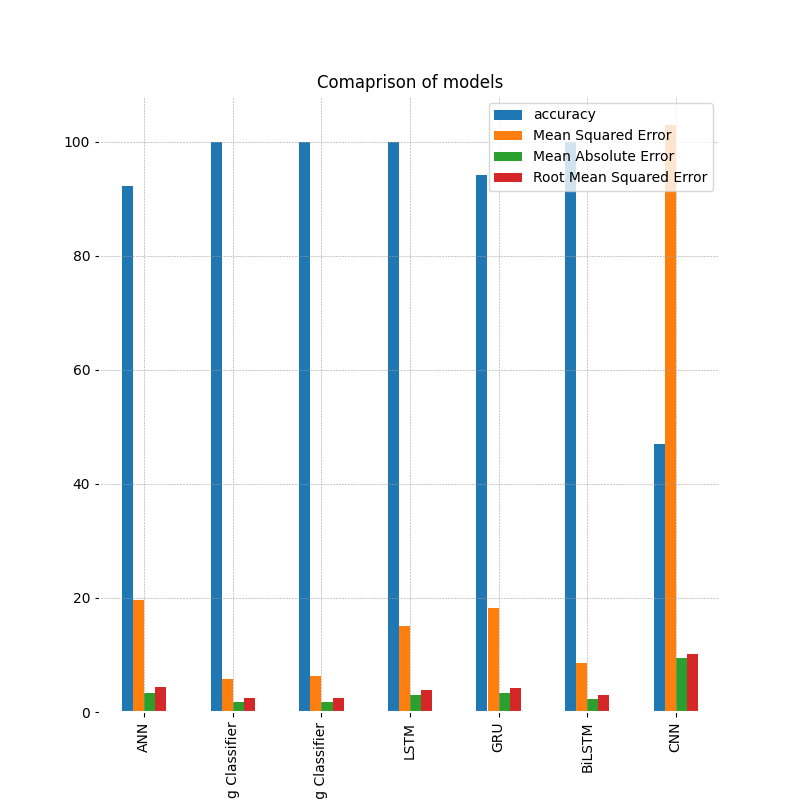 Comaprison of models
accuracy
Mean Squared Error
Mean Absolute Error
Root Mean Squared Error
100
80
60
40
20
0
ANN
g Classifier
g Classifier
LSTM
GRU
BiLSTM
CNN